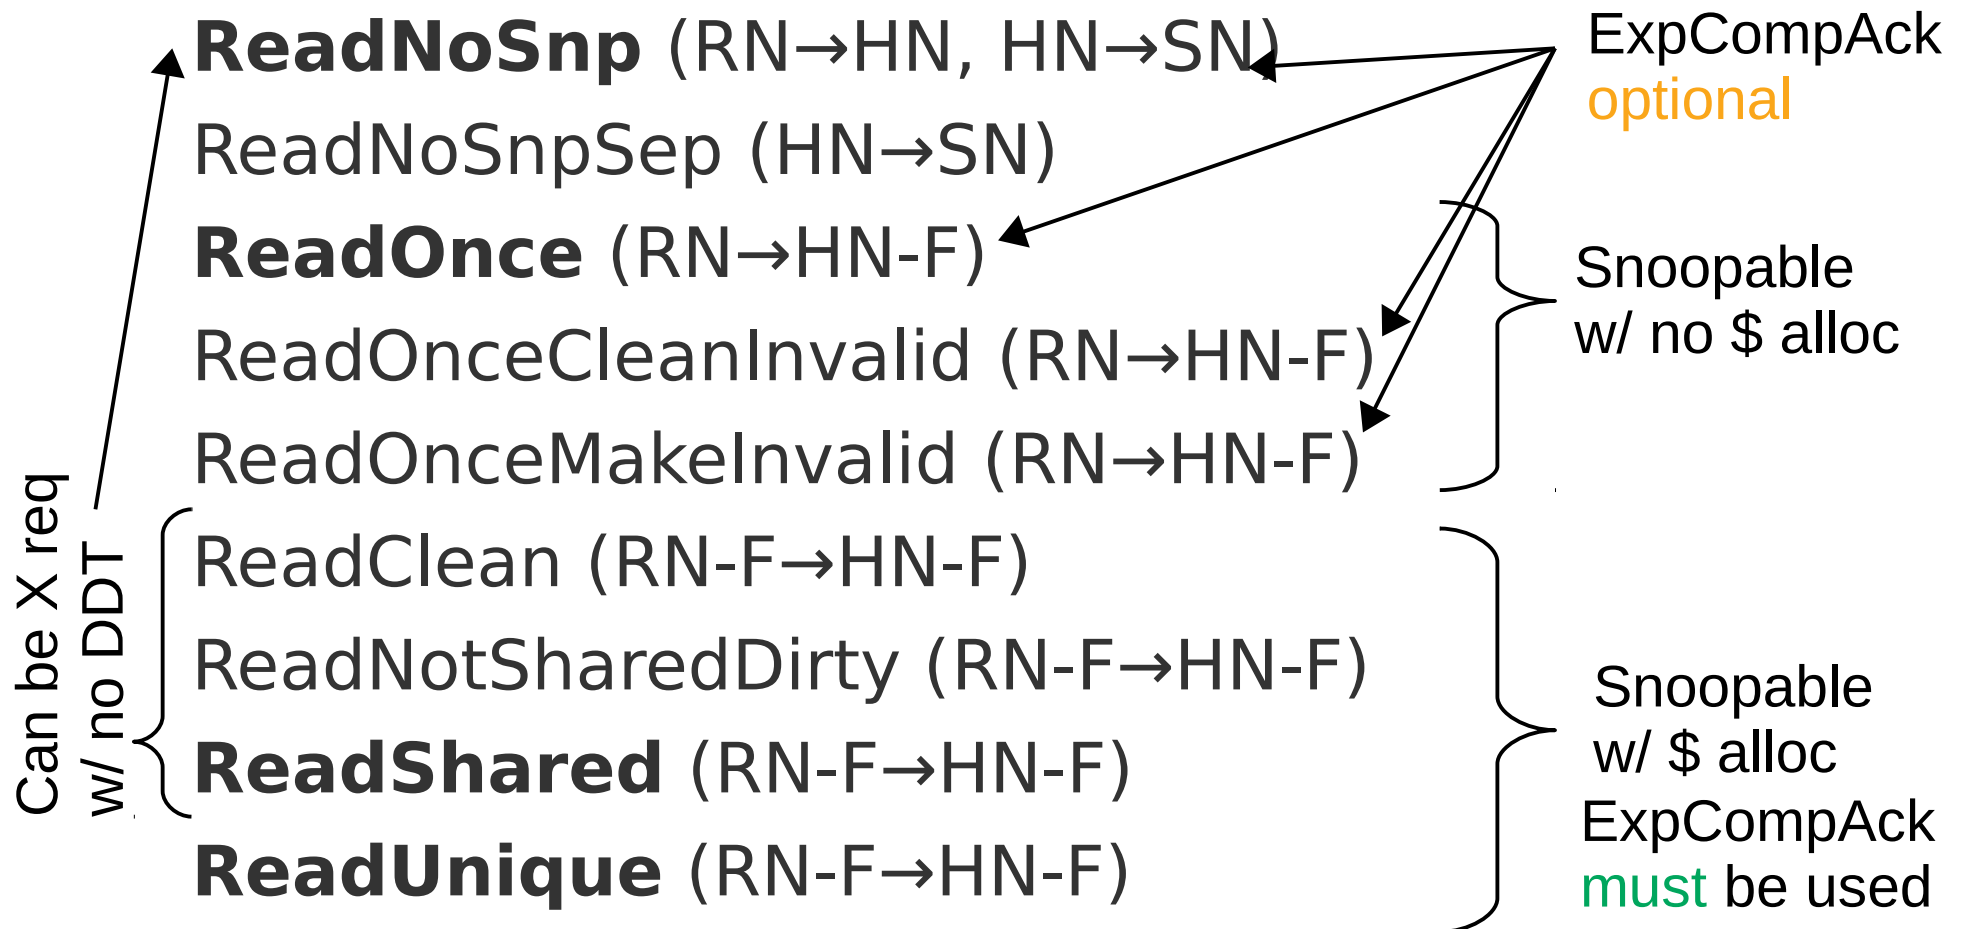 ReadNoSnp (RN→HN, HN→SN)
ReadNoSnpSep (HN→SN)
ReadOnce (RN→HN-F)
ReadOnceCleanInvalid (RN→HN-F)
ReadOnceMakeInvalid (RN→HN-F)
ReadClean (RN-F→HN-F)
ReadNotSharedDirty (RN-F→HN-F)
ReadShared (RN-F→HN-F)
ReadUnique (RN-F→HN-F)
ExpCompAck
optional
Snoopable
w/ no $ alloc
Snoopable
w/ $ alloc
ExpCompAck
must be used
Can be X req
w/ no DDT